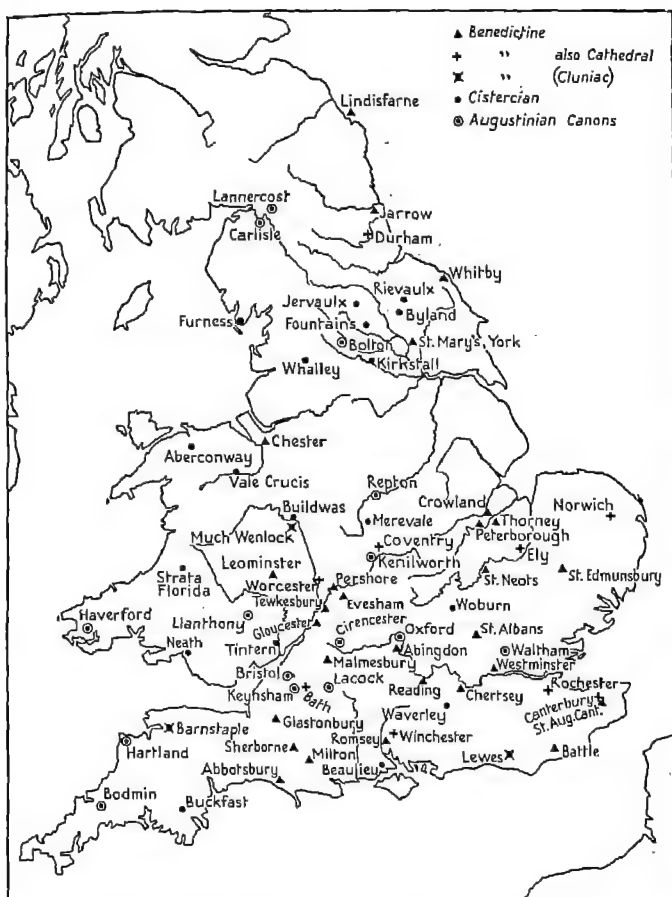 ▲ Benedictine
+ " also Cathedral
✶ " (Cluniac)
• Cistercian
◎ Augustinian Canons
Lindisfarne
Lannercost
Carlisle
Jarrow
Durham
Whitby
Rievaulx
Jervaulx
Byland
Furness
Fountains
Bolton
St. Mary's, York
Whalley
Kirkstall
Chester
Aberconway
Vale Crucis
Repton
Buildwas
Crowland
Norwich
Merevale
Thorney
Much Wenlock
Peterborough
Coventry
Ely
Leominster
Kenilworth
Strata
Florida
Worcester
Pershore
St. Neots
St. Edmunsbury
Tewkesbury
Evesham
Woburn
Haverford
Llanthony
Gloucester
Cirencester
Oxford
St. Albans
Neath
Tintern
Abingdon
Waltham
Malmesbury
Westminster
Bristol
Lacock
Rochester
Keynsham
Bath
Reading
Chertsey
Canterbury
St. Aug. Cant.
Waverley
Glastonbury
Barnstaple
Romsey
Winchester
Hartland
Sherborne
Milton
Lewes
Battle
Abbotsbury
Beaulieu
Bodmin
Buckfast